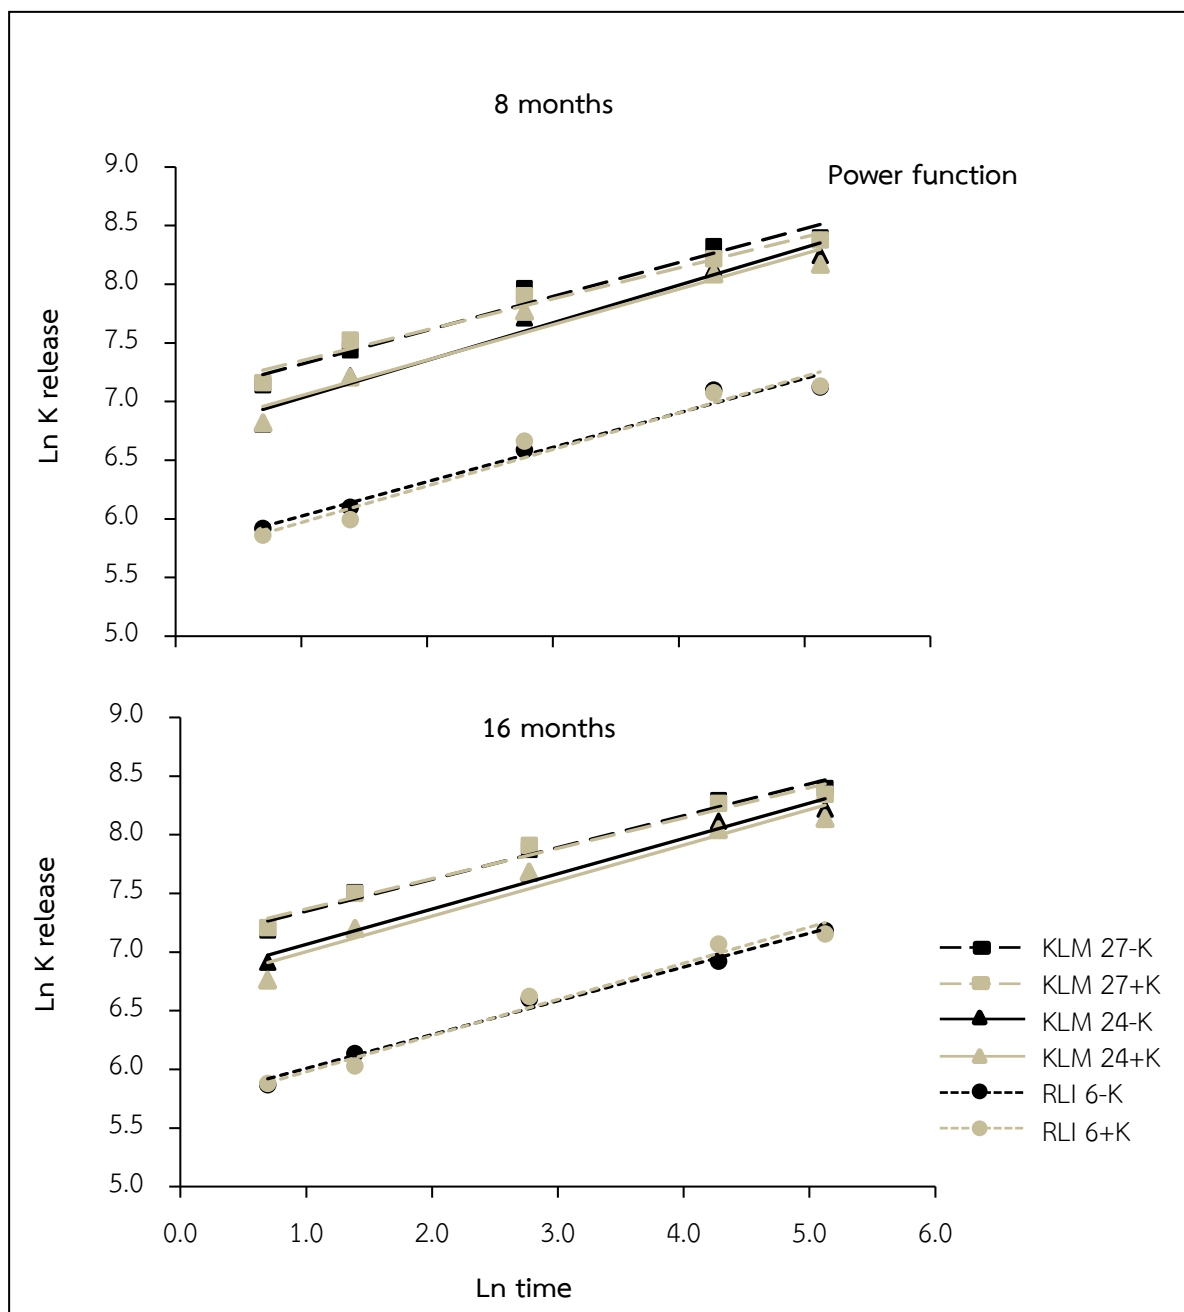 8 months
Power function
9.0
8.5
8.0
7.5
7.0
6.5
6.0
5.5
5.0
Ln K release
16 months
9.0
8.5
8.0
7.5
7.0
6.5
6.0
5.5
5.0
Ln K release
KLM 27-K
KLM 27+K
KLM 24-K
KLM 24+K
RLI 6-K
RLI 6+K
0.0 1.0 2.0 3.0 4.0 5.0 6.0
Ln time